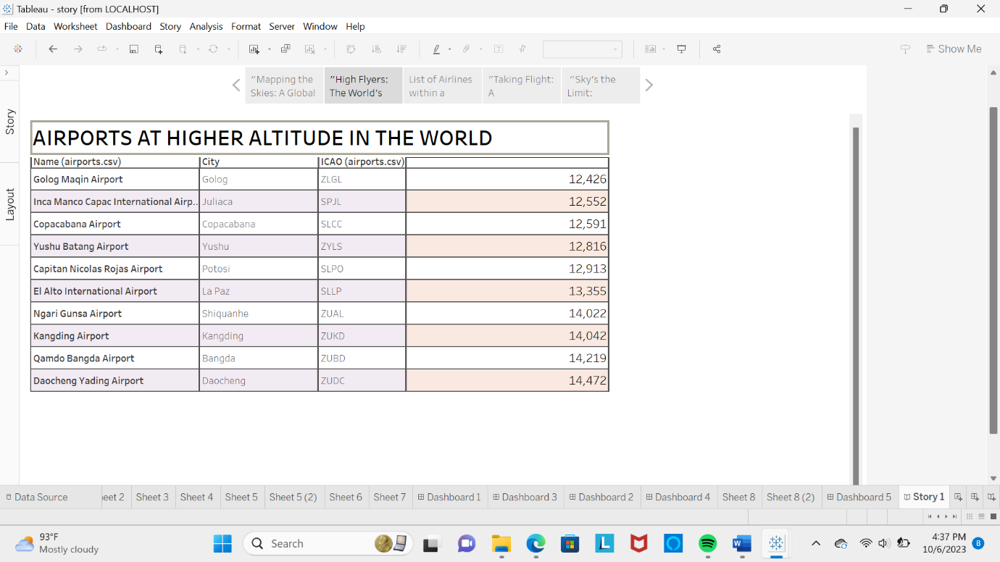 Tableau - story [from LOCALHOST]
File Data Worksheet Dashboard Story Analysis Format Server Window Help
Show Me
Story
Layout
"Mapping the
Skies: A Global
"High Flyers:
The World's
List of Airlines
within a
"Taking Flight:
A
"Sky's the
Limit:
AIRPORTS AT HIGHER ALTITUDE IN THE WORLD
Name (airports.csv) City ICAO (airports.csv)
Golog Maqin Airport Golog ZLGL 12,426
Inca Manco Capac International Airp.. Juliaca SPJL 12,552
Copacabana Airport Copacabana SLCC 12,591
Yushu Batang Airport Yushu ZYLS 12,816
Capitan Nicolas Rojas Airport Potosi SLPO 12,913
El Alto International Airport La Paz SLLP 13,355
Ngari Gunsa Airport Shiquanhe ZUAL 14,022
Kangding Airport Kangding ZUKD 14,042
Qamdo Bangda Airport Bangda ZUBD 14,219
Daocheng Yading Airport Daocheng ZUDC 14,472
Data Source eet 2 Sheet 3 Sheet 4 Sheet 5 Sheet 5 (2) Sheet 6 Sheet 7 Dashboard 1 Dashboard 3 Dashboard 2 Dashboard 4 Sheet 8 Sheet 8 (2) Dashboard 5 Story 1
93°F
Mostly cloudy
Search
4:37 PM
10/6/2023
8